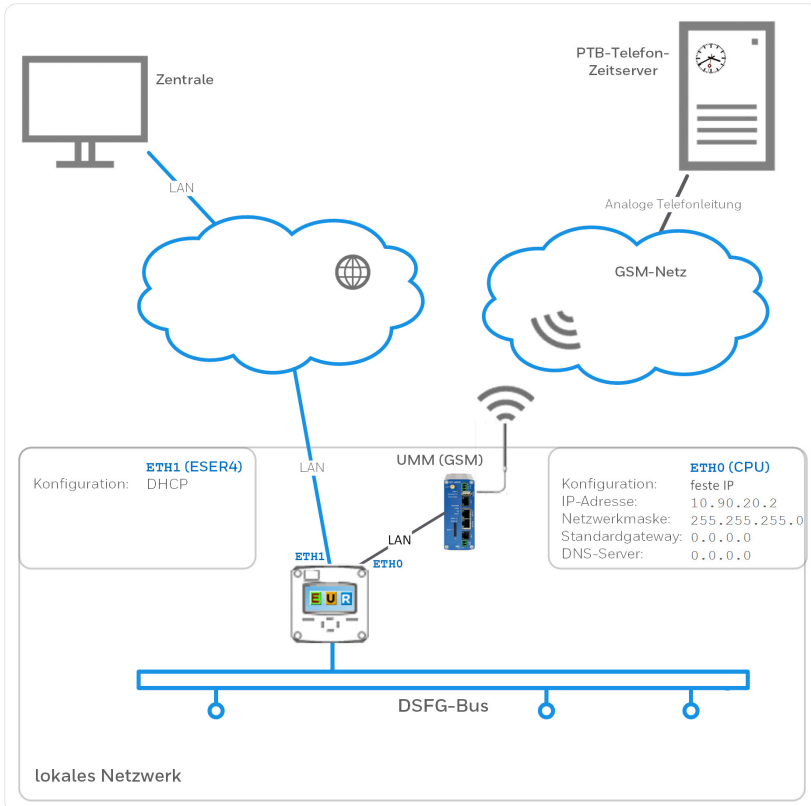 PTB-Telefon-
Zeitserver
Zentrale
LAN
Analoge Telefonleitung
GSM-Netz
ETH1 (ESER4)
Konfiguration: DHCP
LAN
UMM (GSM)
ETH0 (CPU)
Konfiguration: feste IP
IP-Adresse: 10.90.20.2
Netzwerkmaske: 255.255.255.0
Standardgateway: 0.0.0.0
DNS-Server: 0.0.0.0
LAN
ETH1
ETH0
EUR
DSFG-Bus
lokales Netzwerk